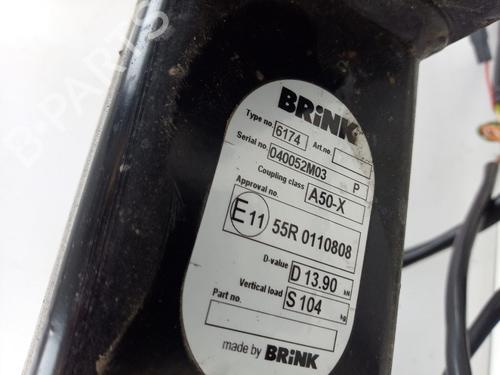 BRINK
Type no. 6174 Art.no.
Serial no. 040052M03 P
Coupling class A50-X
Approval no.
E11 55R 0110808
D-value D 13.90 kN
Vertical load S 104 kg
Part no.
made by BRINK